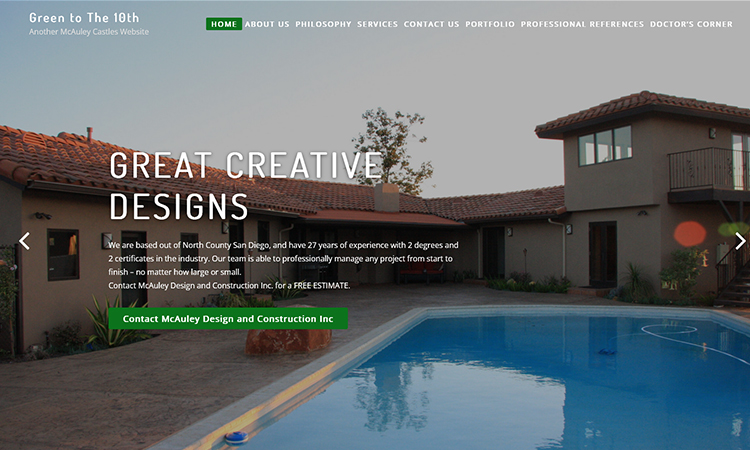 Green to The 10th
Another McAuley Castles Website
HOME ABOUT US PHILOSOPHY SERVICES CONTACT US PORTFOLIO PROFESSIONAL REFERENCES DOCTOR'S CORNER
GREAT CREATIVE
DESIGNS
We are based out of North County San Diego, and have 27 years of experience with 2 degrees and
2 certificates in the industry. Our team is able to professionally manage any project from start to
finish – no matter how large or small.
Contact McAuley Design and Construction Inc. for a FREE ESTIMATE.
Contact McAuley Design and Construction Inc